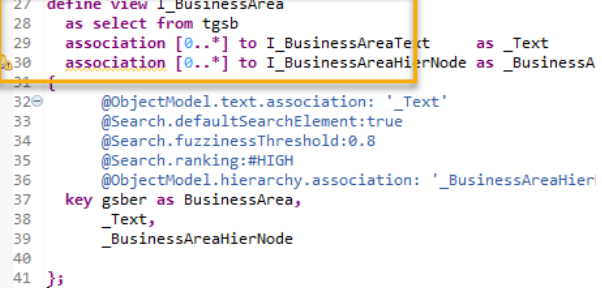 27 define view I_BusinessArea
28 as select from tgsb
29 association [0..*] to I_BusinessAreaText as _Text
30 association [0..*] to I_BusinessAreaHierNode as _BusinessA
31 {
32 @ObjectModel.text.association: '_Text'
33 @Search.defaultSearchElement:true
34 @Search.fuzzinessThreshold:0.8
35 @Search.ranking:#HIGH
36 @ObjectModel.hierarchy.association: '_BusinessAreaHier
37 key gsber as BusinessArea,
38 _Text,
39 _BusinessAreaHierNode
40
41 };